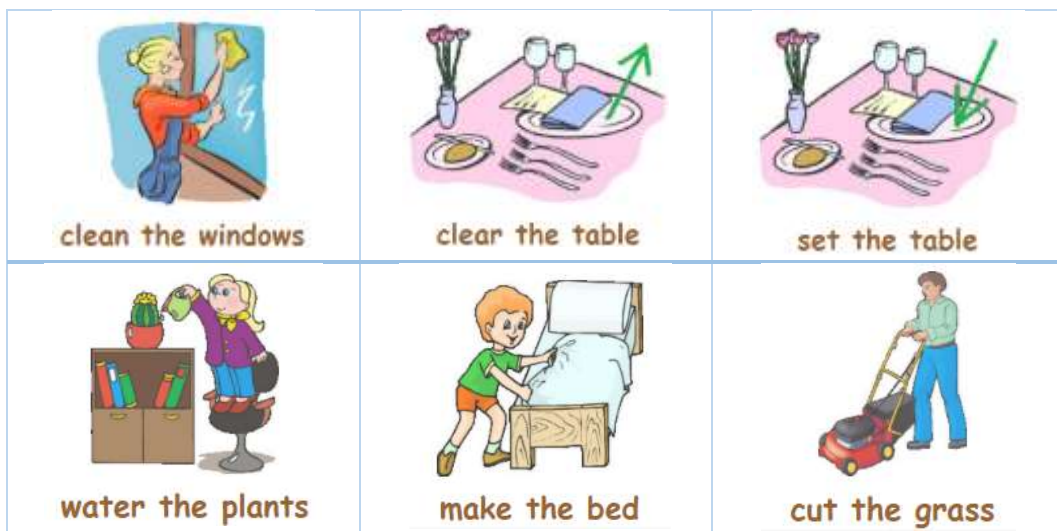 clean the windows
clear the table
set the table
water the plants
make the bed
cut the grass